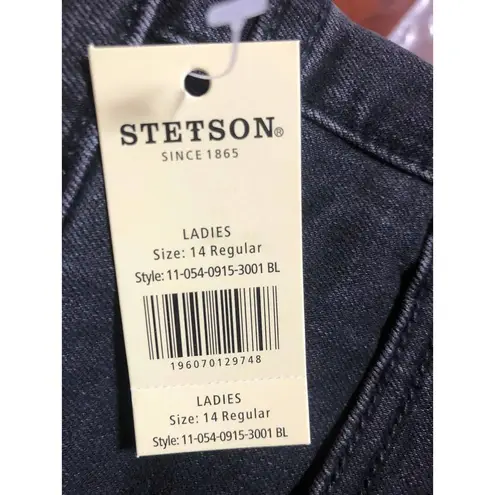 STETSON®
SINCE 1865
LADIES
Size: 14 Regular
Style: 11-054-0915-3001 BL
196070129748
LADIES
Size: 14 Regular
Style: 11-054-0915-3001 BL